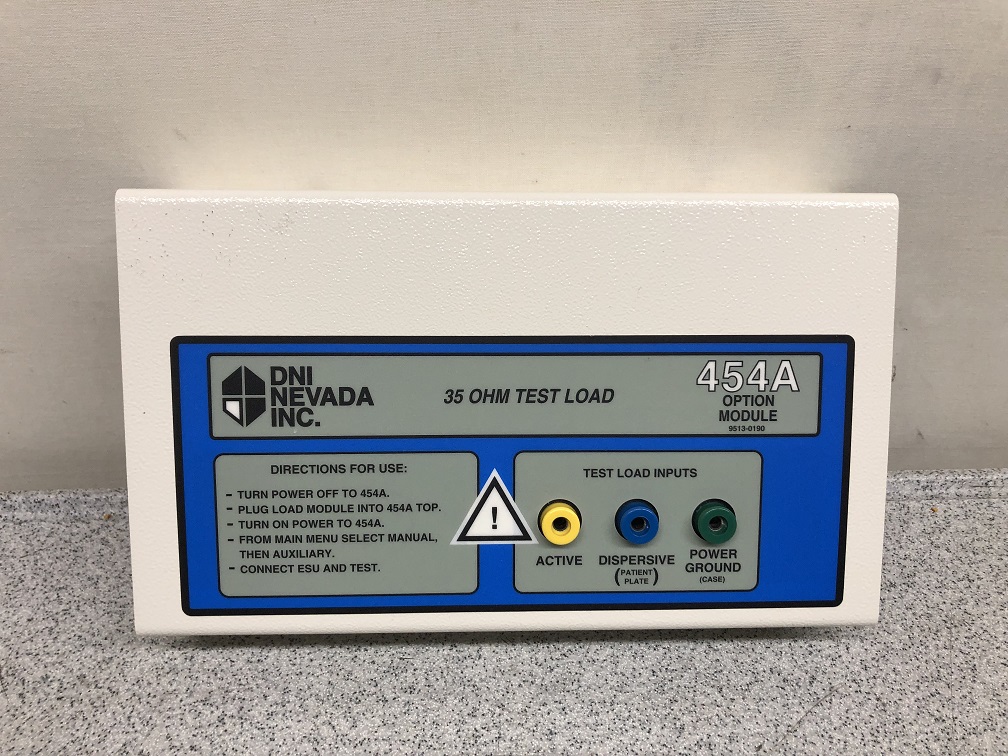 DNI
NEVADA
INC.
35 OHM TEST LOAD
454A
OPTION
MODULE
9513-0190
DIRECTIONS FOR USE:
- TURN POWER OFF TO 454A.
- PLUG LOAD MODULE INTO 454A TOP.
- TURN ON POWER TO 454A.
- FROM MAIN MENU SELECT MANUAL,
THEN AUXILIARY.
- CONNECT ESU AND TEST.
!
TEST LOAD INPUTS
ACTIVE
DISPERSIVE
(PATIENT
PLATE)
POWER
GROUND
(CASE)